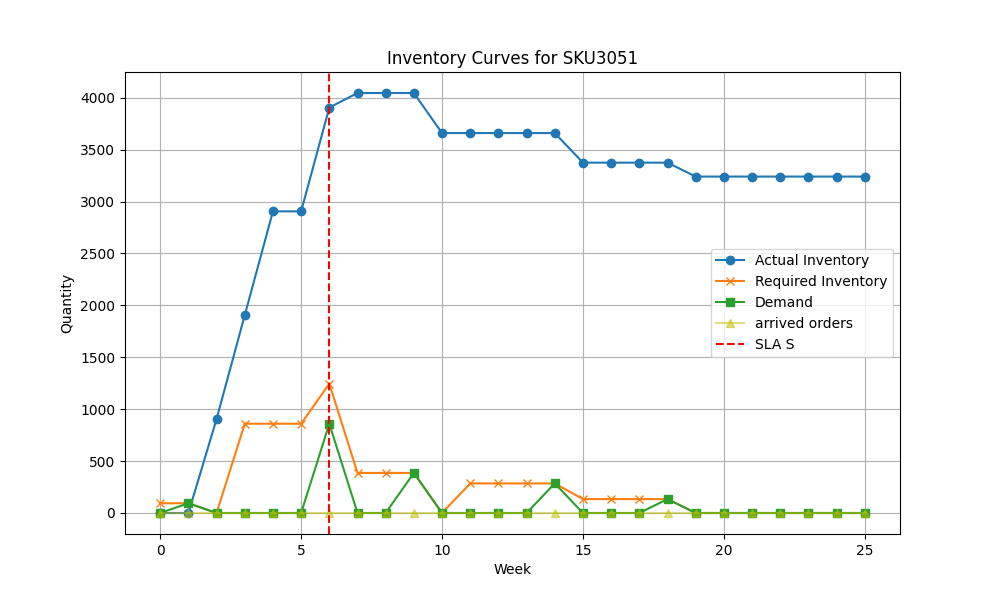 Inventory Curves for SKU3051
Quantity
4000
3500
3000
2500
2000
1500
1000
500
0
Actual Inventory
Required Inventory
Demand
arrived orders
SLA S
0 5 10 15 20 25
Week